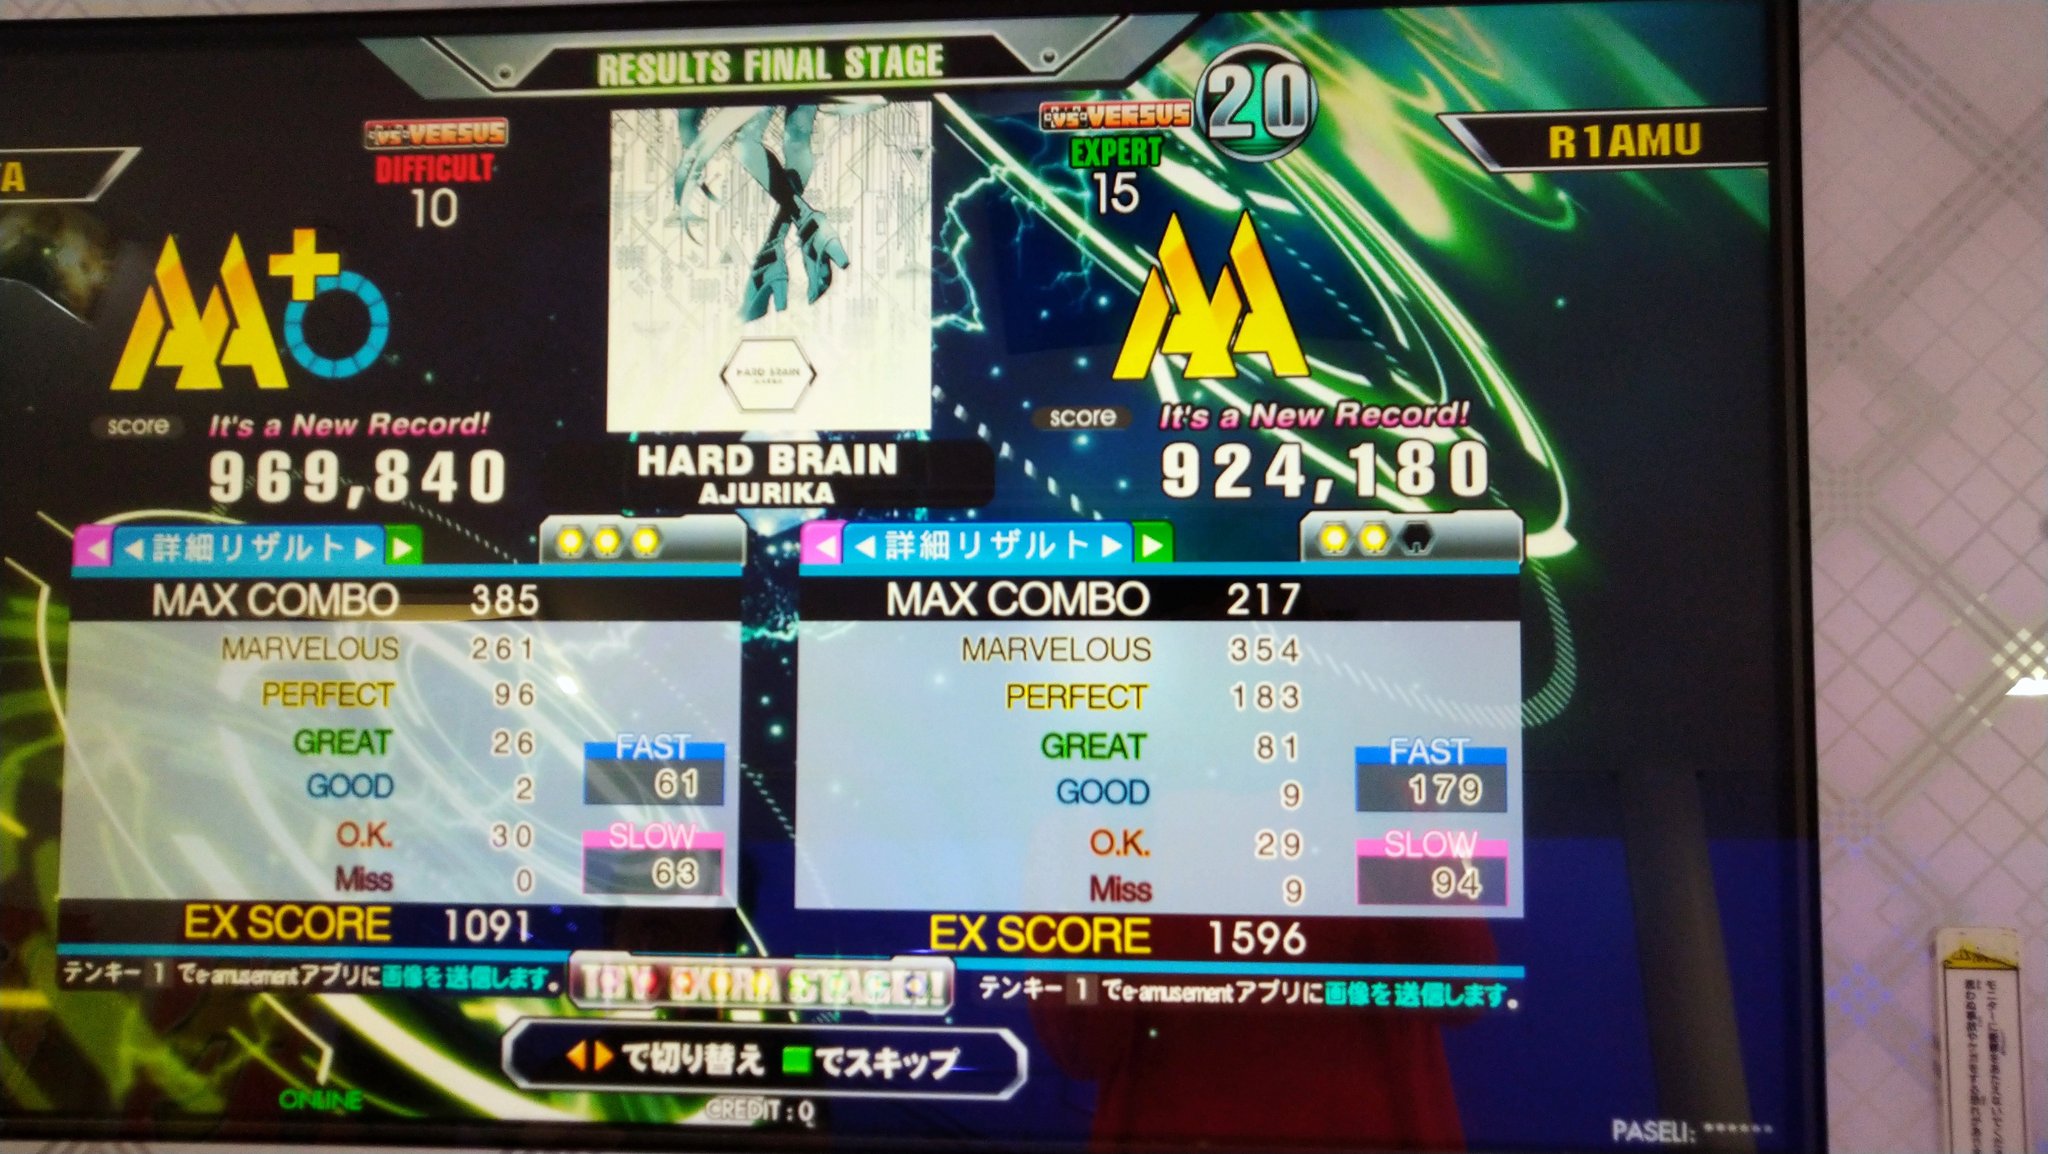 RESULTS FINAL STAGE
20
TA
VS VERSUS
DIFFICULT
10
VS VERSUS
EXPERT
15
R1AMU
AAA+
AAA
HARD BRAIN
score It's a New Record!
969,840
score It's a New Record!
924,180
HARD BRAIN
AJURIKA
詳細リザルト
MAX COMBO 385
MARVELOUS 261
PERFECT 96
GREAT 26
GOOD 2
O.K. 30
Miss 0
FAST
61
SLOW
63
EX SCORE 1091
テンキー 1 でe-amusementアプリに画像を送信します。
詳細リザルト
MAX COMBO 217
MARVELOUS 354
PERFECT 183
GREAT 81
GOOD 9
O.K. 29
Miss 9
FAST
179
SLOW
94
EX SCORE 1596
テンキー 1 でe-amusementアプリに画像を送信します。
TRY EXTRA STAGE!!
で切り替え でスキップ
ONLINE
CREDIT : 0
PASELI: ******